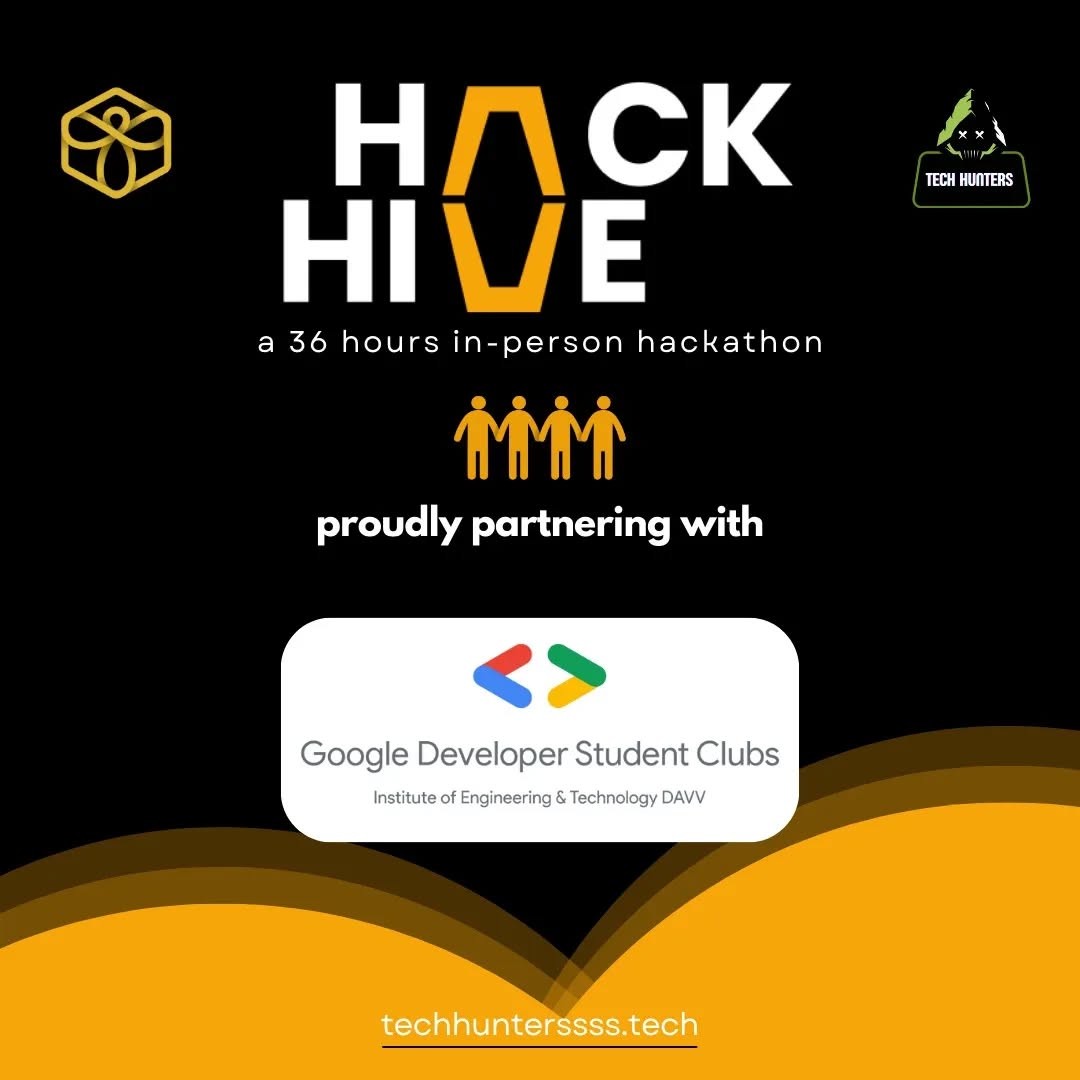 HACK
HIVE
TECH HUNTERS
a 36 hours in-person hackathon
proudly partnering with
Google Developer Student Clubs
Institute of Engineering & Technology DAVV
techhunterssss.tech